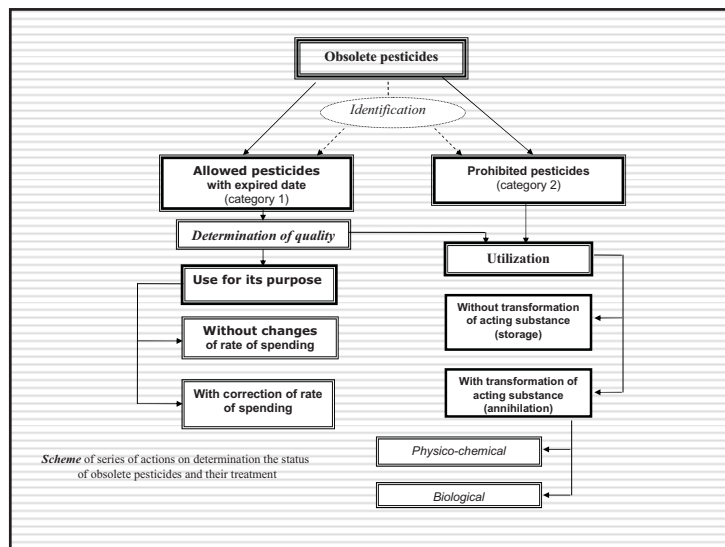 Obsolete pesticides
Identification
Allowed pesticides
with expired date
(category 1)
Prohibited pesticides
(category 2)
Determination of quality
Utilization
Use for its purpose
Without changes
of rate of spending
Without transformation
of acting substance
(storage)
With correction of rate
of spending
With transformation of
acting substance
(annihilation)
Scheme of series of actions on determination the status
of obsolete pesticides and their treatment
Physico-chemical
Biological